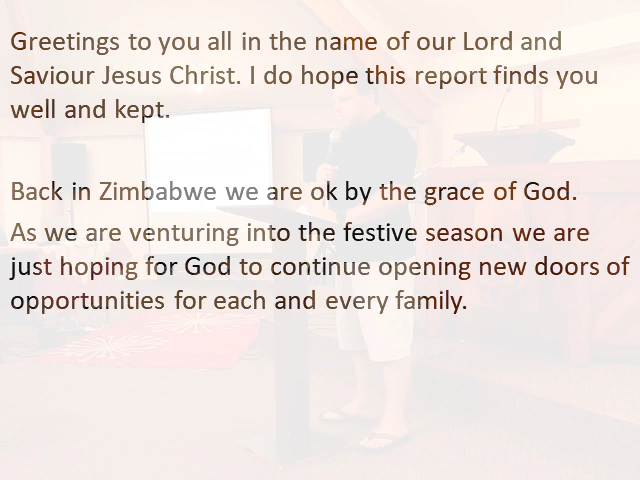 Greetings to you all in the name of our Lord and
Saviour Jesus Christ. I do hope this report finds you
well and kept.
Back in Zimbabwe we are ok by the grace of God.
As we are venturing into the festive season we are
just hoping for God to continue opening new doors of
opportunities for each and every family.